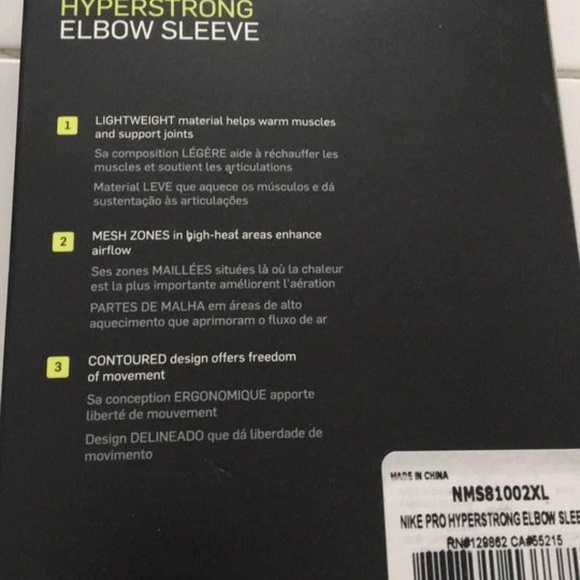 HYPERSTRONG
ELBOW SLEEVE
1
LIGHTWEIGHT material helps warm muscles
and support joints
Sa composition LÉGÈRE aide à réchauffer les
muscles et soutient les articulations
Material LEVE que aquece os músculos e dá
sustentação às articulações
2
MESH ZONES in high-heat areas enhance
airflow
Ses zones MAILLÉES situées là où la chaleur
est la plus importante améliorent l'aération
PARTES DE MALHA em áreas de alto
aquecimento que aprimoram o fluxo de ar
3
CONTOURED design offers freedom
of movement
Sa conception ERGONOMIQUE apporte
liberté de mouvement
Design DELINEADO que dá liberdade de
movimento
MADE IN CHINA
NMS81002XL
NIKE PRO HYPERSTRONG ELBOW SLEE
RN#129862 CA#55215